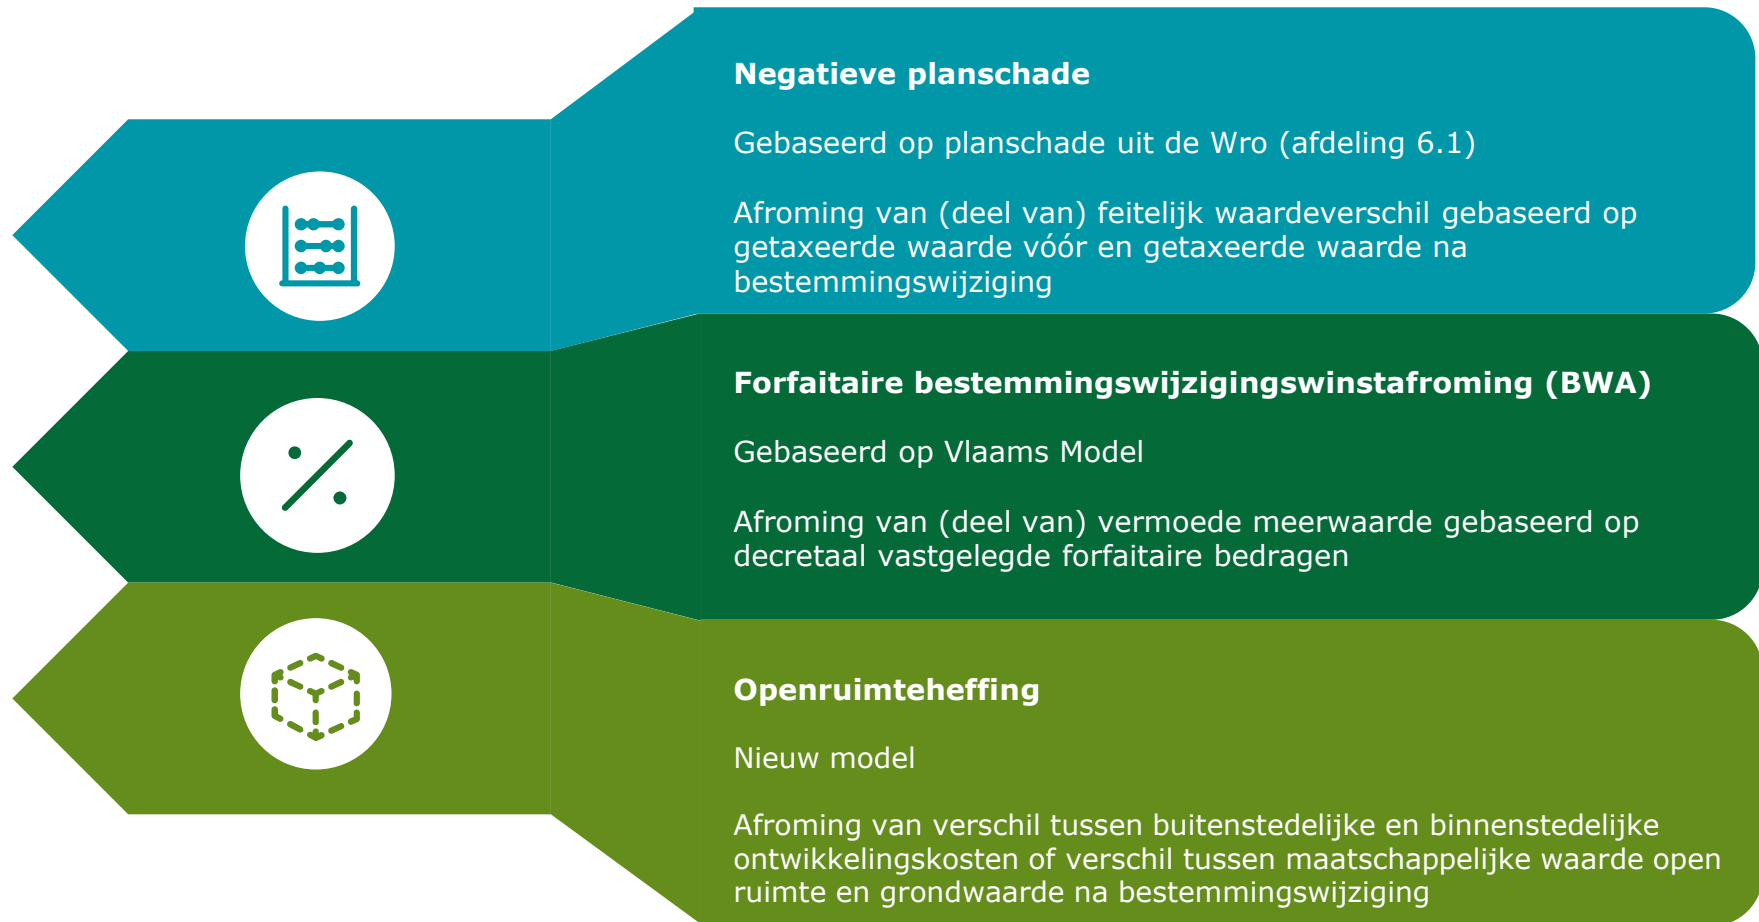 Negatieve planschade
Gebaseerd op planschade uit de Wro (afdeling 6.1)
Afroming van (deel van) feitelijk waardeverschil gebaseerd op
getaxeerde waarde vóór en getaxeerde waarde na
bestemmingswijziging
Forfaitaire bestemmingswijzigingswinstafroming (BWA)
Gebaseerd op Vlaams Model
Afroming van (deel van) vermoede meerwaarde gebaseerd op
decretaal vastgelegde forfaitaire bedragen
Openruimteheffing
Nieuw model
Afroming van verschil tussen buitenstedelijke en binnenstedelijke
ontwikkelingskosten of verschil tussen maatschappelijke waarde open
ruimte en grondwaarde na bestemmingswijziging